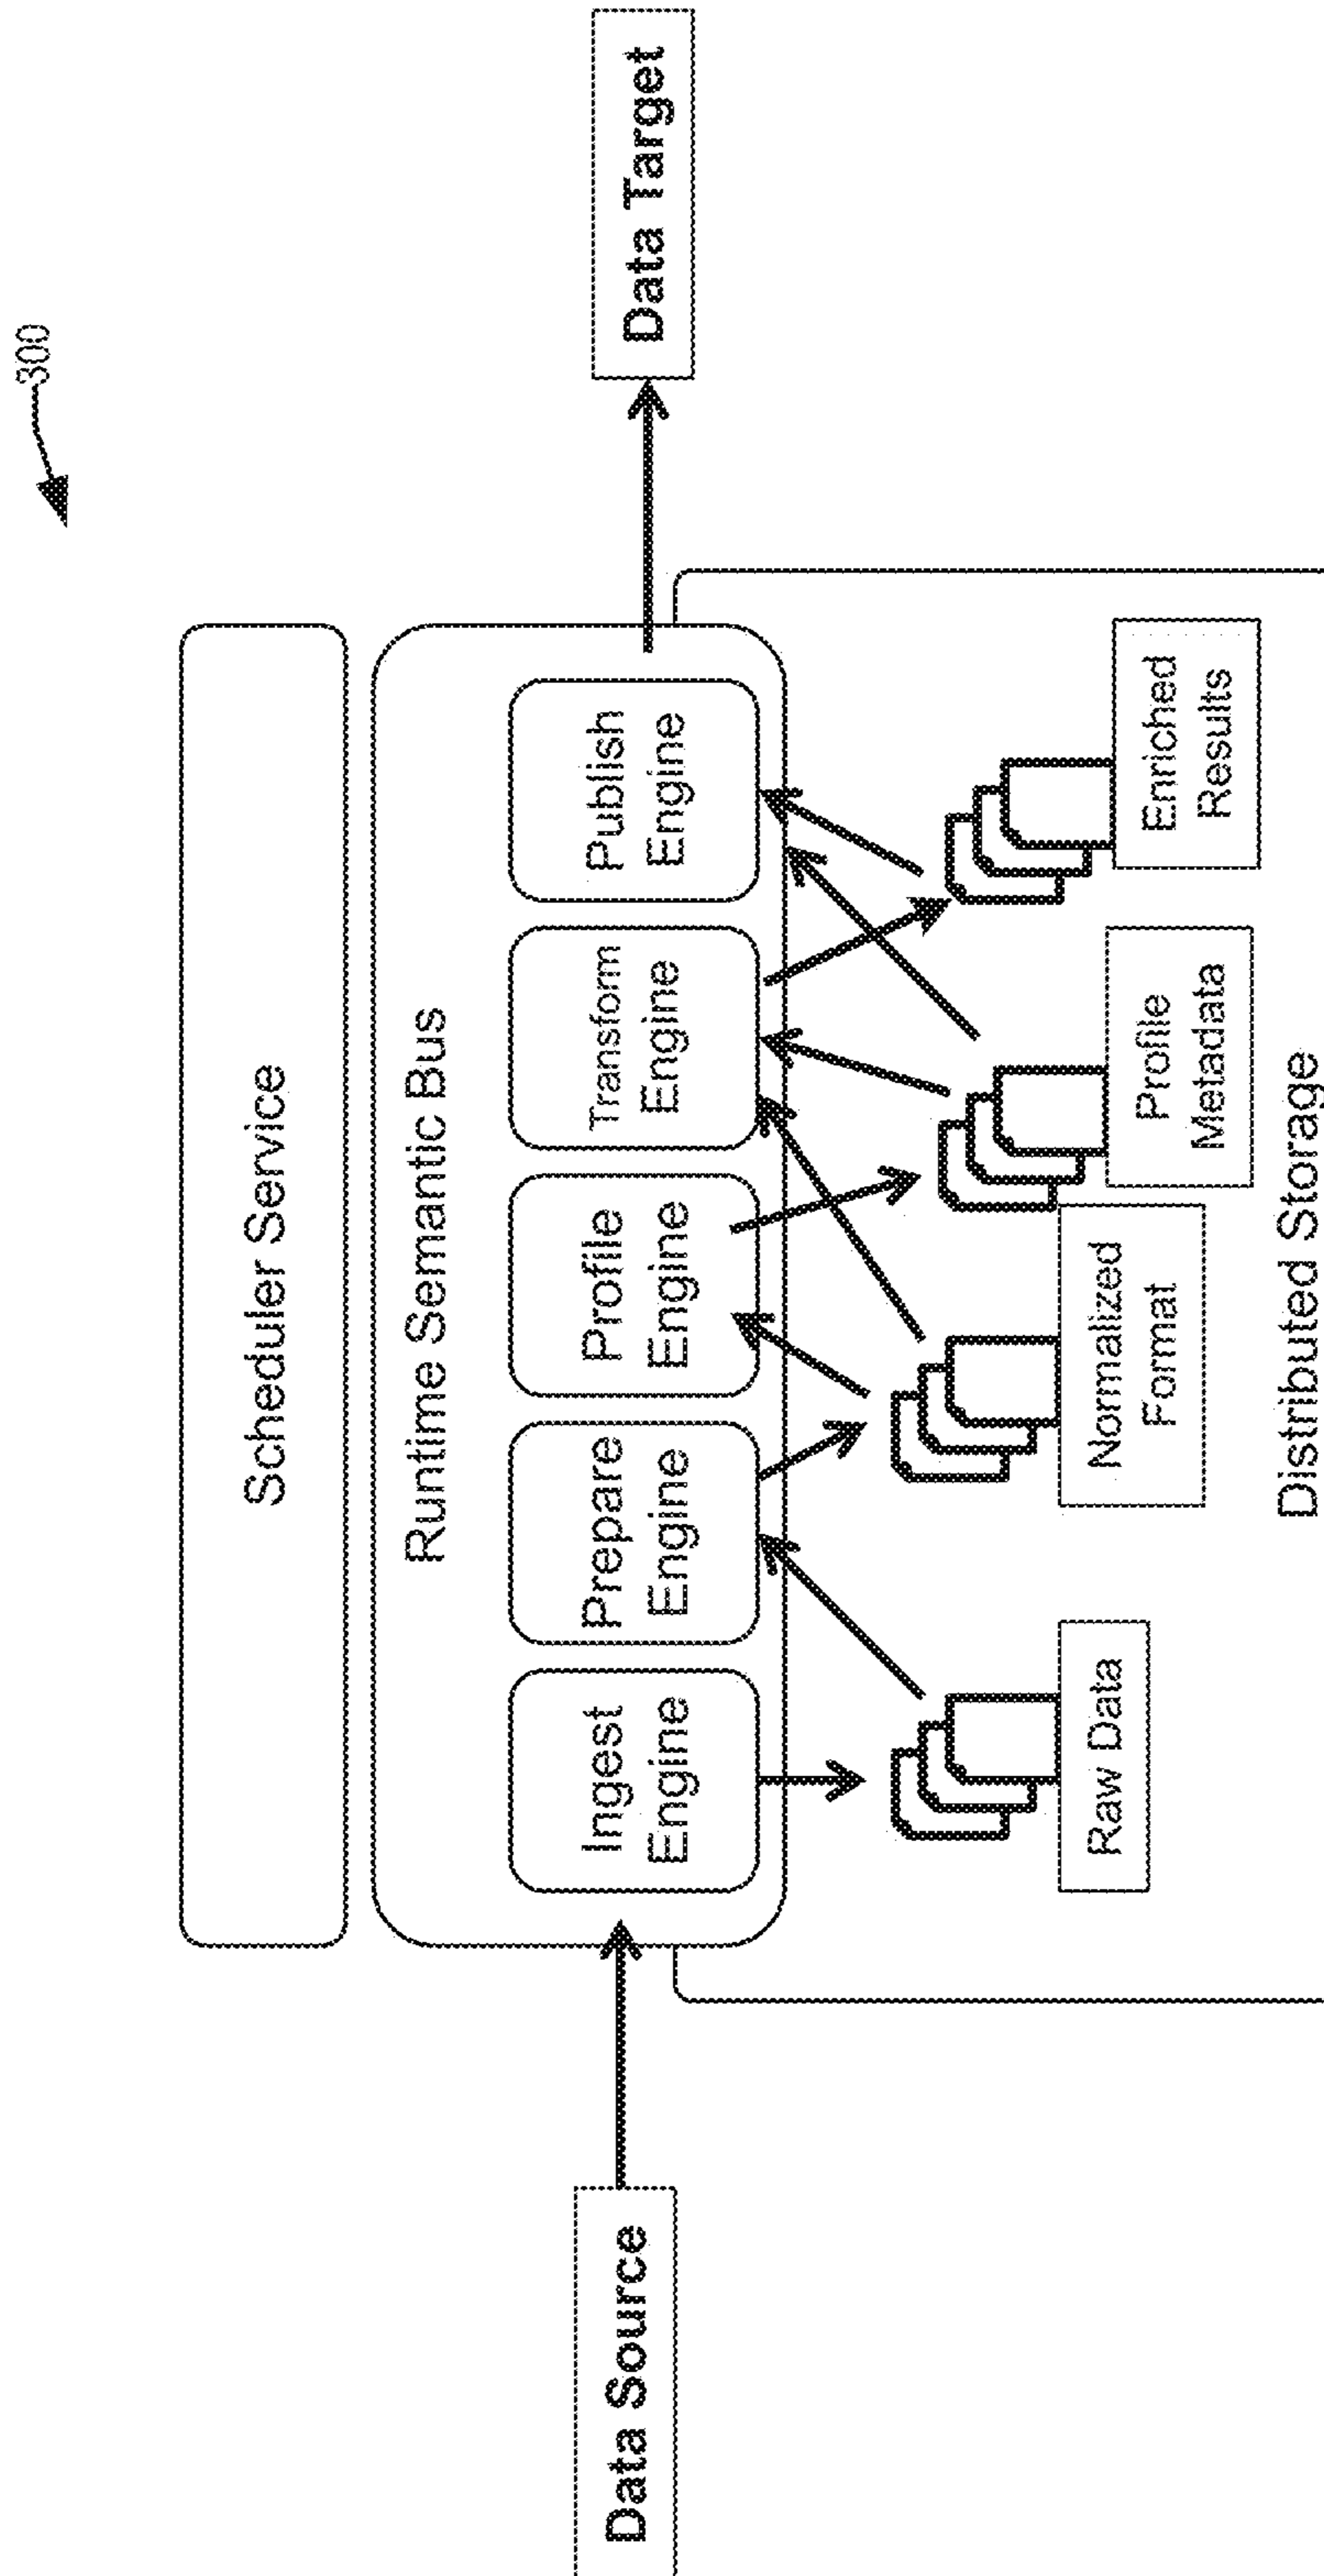 300
Scheduler Service
Runtime Semantic Bus
Ingest
Engine
Prepare
Engine
Profile
Engine
Transform
Engine
Publish
Engine
Data Source
Data Target
Raw Data
Normalized
Format
Profile
Metadata
Enriched
Results
Distributed Storage